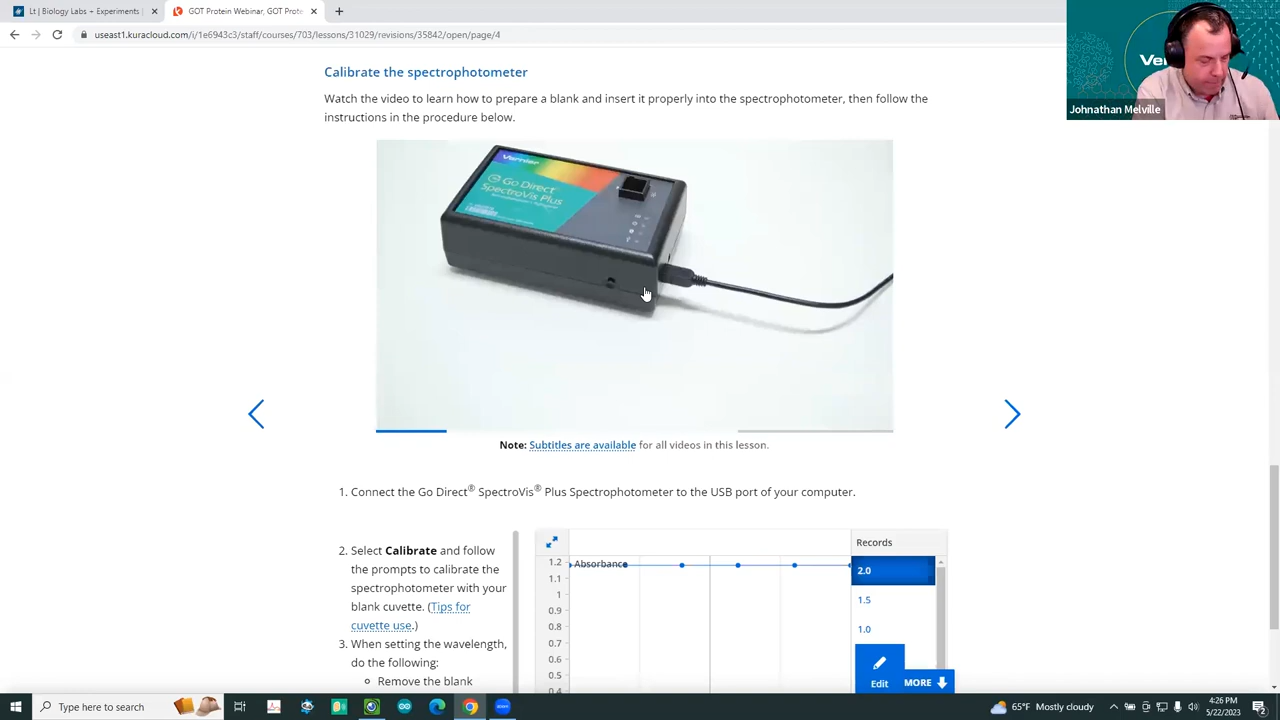 Lt | Biology Labs + Experiments |
GOT Protein Webinar, GOT Prote
useast1.kuracloud.com/i/1e6943c3/staff/courses/703/lessons/31029/revisions/35842/open/page/4
Ver
Johnathan Melville
Calibrate the spectrophotometer
Watch the video to learn how to prepare a blank and insert it properly into the spectrophotometer, then follow the
instructions in the procedure below.
Vernier
Go Direct
SpectroVis Plus
Note: Subtitles are available for all videos in this lesson.
1. Connect the Go Direct® SpectroVis® Plus Spectrophotometer to the USB port of your computer.
2. Select Calibrate and follow
the prompts to calibrate the
spectrophotometer with your
blank cuvette. (Tips for
cuvette use.)
3. When setting the wavelength,
do the following:
Remove the blank
Absorbance
1.2
1.1
1
0.9
0.8
0.7
0.6
0.5
0.4
Records
2.0
1.5
1.0
Edit
MORE
Type here to search
65°F Mostly cloudy
4:26 PM
5/22/2023
2